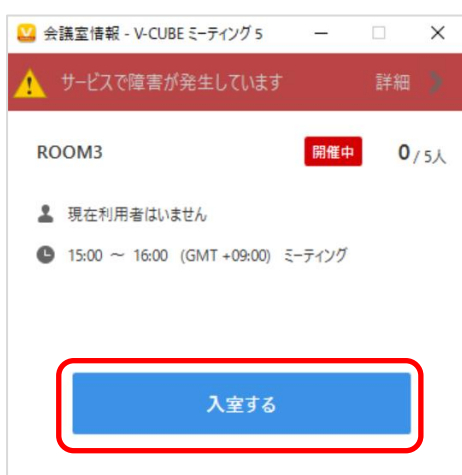 会議室情報 - V-CUBE ミーティング 5
サービスで障害が発生しています 詳細
ROOM3 開催中 0 / 5人
現在利用者はいません
15:00 ～ 16:00 (GMT +09:00) ミーティング
入室する